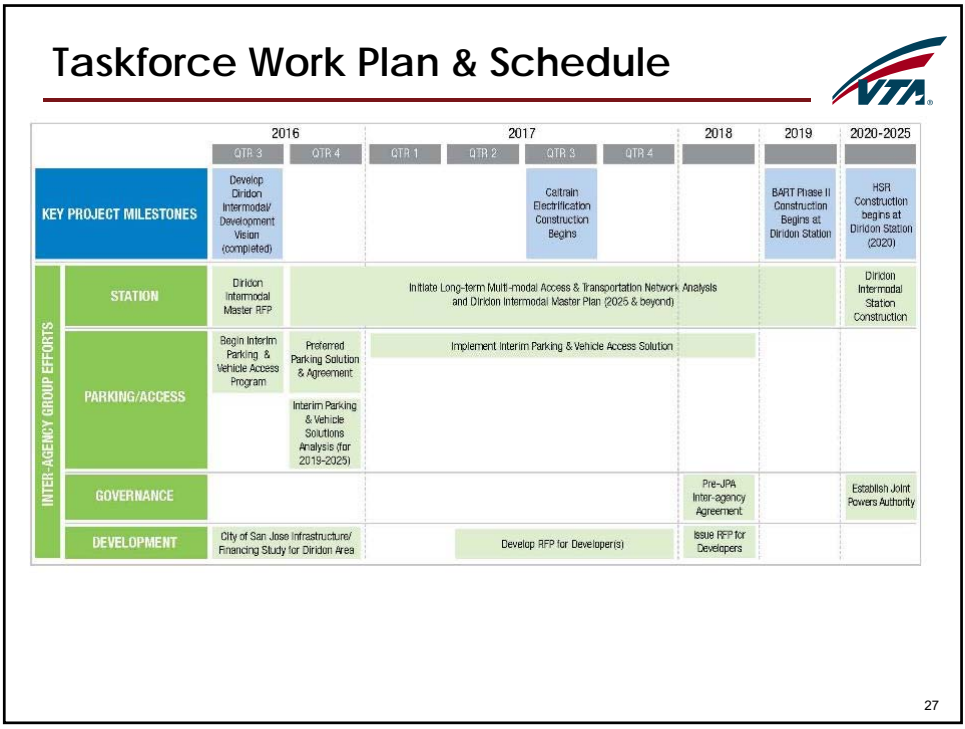 Taskforce Work Plan & Schedule
VTA®
2016
2017
2018
2019
2020-2025
QTR 3
QTR 4
QTR 1
QTR 2
QTR 3
QTR 4
KEY PROJECT MILESTONES
Develop
Diridon
Intermodal/
Development
Vision
(completed)
Caltrain
Electrification
Construction
Begins
BART Phase II
Construction
Begins at
Diridon Station
HSR
Construction
begins at
Diridon Station
(2020)
INTER-AGENCY GROUP EFFORTS
STATION
Diridon
Intermodal
Master RFP
Initiate Long-term Multi-modal Access & Transportation Network Analysis
and Diridon Intermodal Master Plan (2025 & beyond)
Diridon
Intermodal
Station
Construction
PARKING/ACCESS
Begin Interim
Parking &
Vehicle Access
Program
Preferred
Parking Solution
& Agreement
Implement Interim Parking & Vehicle Access Solution
Interim Parking
& Vehicle
Solutions
Analysis (for
2019-2025)
GOVERNANCE
Pre-JPA
Inter-agency
Agreement
Establish Joint
Powers Authority
DEVELOPMENT
City of San Jose Infrastructure/
Financing Study for Diridon Area
Develop RFP for Developer(s)
Issue RFP for
Developers
27